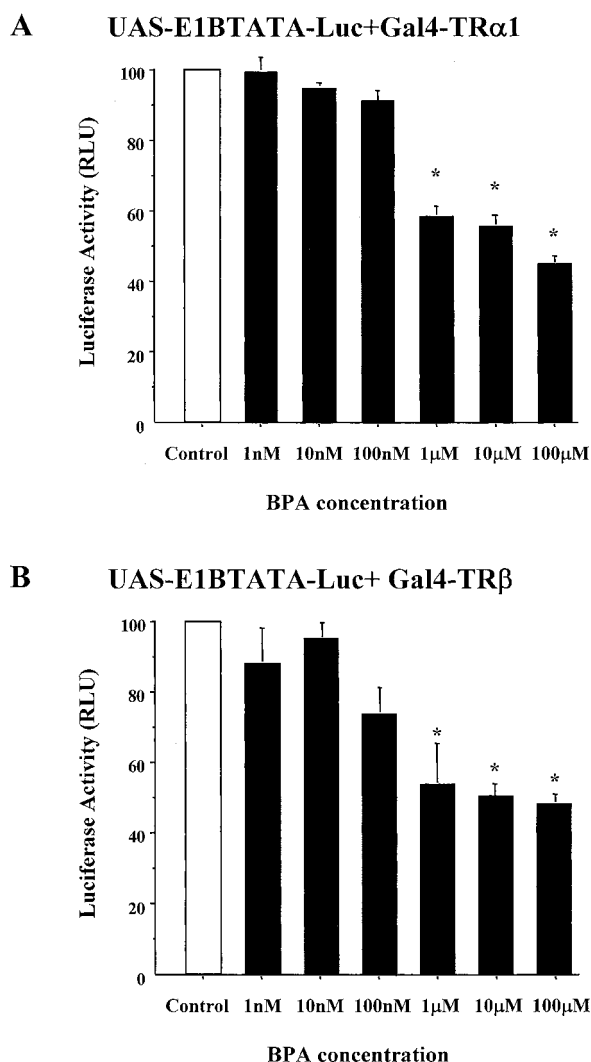 A
UAS-E1BTATA-Luc+Gal4-TRα1
Luciferase Activity (RLU)
100
80
60
40
20
0
* * *
Control 1nM 10nM 100nM 1μM 10μM 100μM
BPA concentration
B
UAS-E1BTATA-Luc+ Gal4-TRβ
Luciferase Activity (RLU)
100
80
60
40
20
0
* * *
Control 1nM 10nM 100nM 1μM 10μM 100μM
BPA concentration